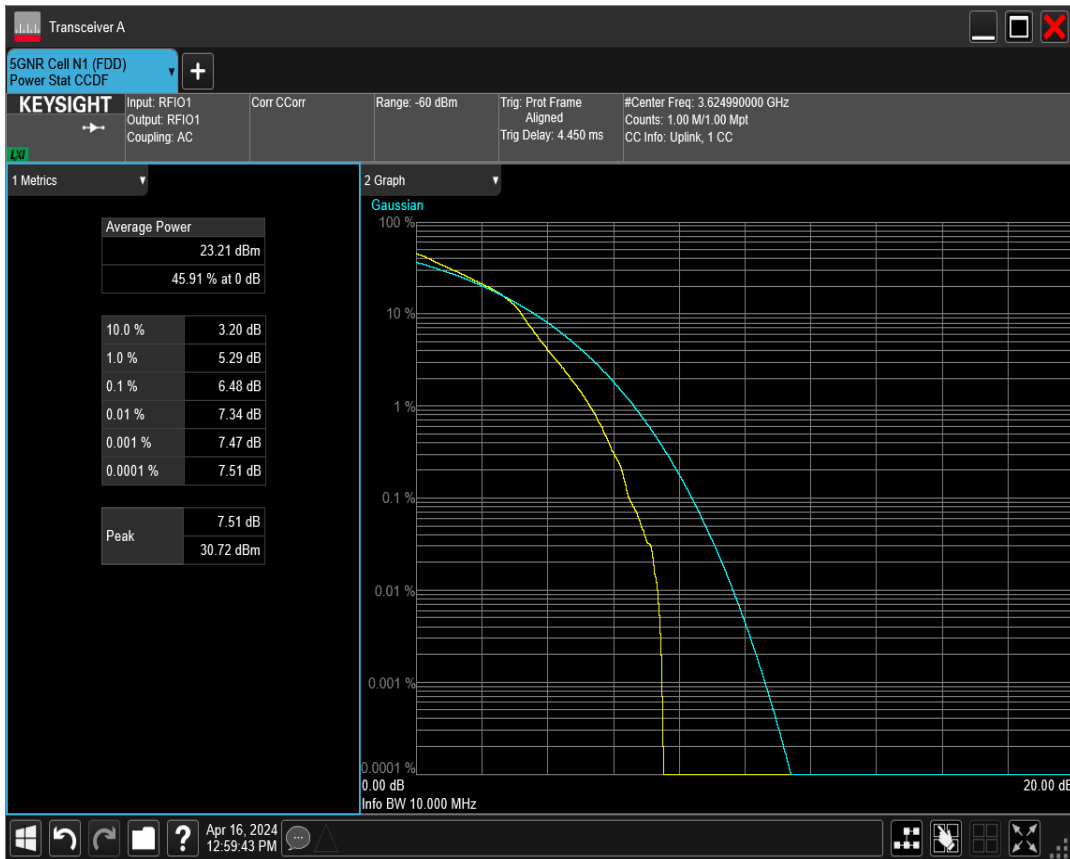 Transceiver A
5GNR Cell N1 (FDD)
Power Stat CCDF
KEYSIGHT
LXI
Input: RFIO1
Output: RFIO1
Coupling: AC
Corr CCorr
Range: -60 dBm
Trig: Prot Frame
Aligned
Trig Delay: 4.450 ms
#Center Freq: 3.624990000 GHz
Counts: 1.00 M/1.00 Mpt
CC Info: Uplink, 1 CC
1 Metrics
Average Power
23.21 dBm
45.91 % at 0 dB
10.0 % 3.20 dB
1.0 % 5.29 dB
0.1 % 6.48 dB
0.01 % 7.34 dB
0.001 % 7.47 dB
0.0001 % 7.51 dB
Peak
7.51 dB
30.72 dBm
2 Graph
Gaussian
100 %
10 %
1 %
0.1 %
0.01 %
0.001 %
0.0001 %
0.00 dB 20.00 dB
Info BW 10.000 MHz
Apr 16, 2024
12:59:43 PM